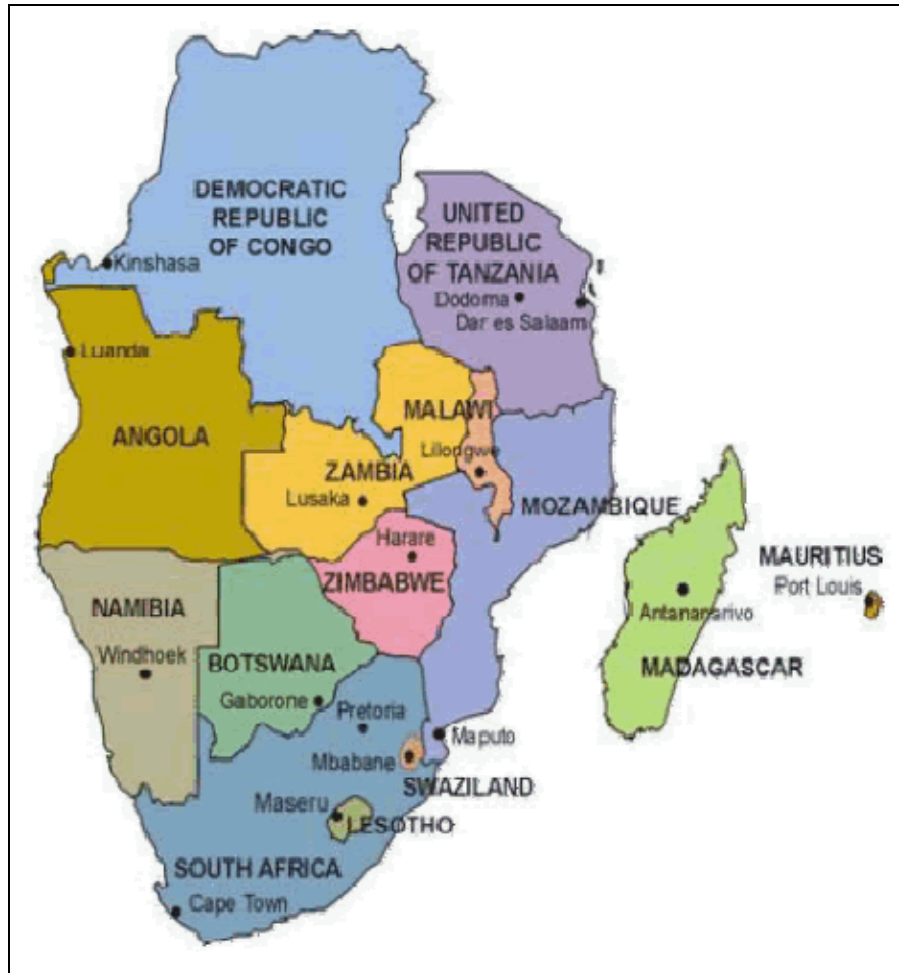 DEMOCRATIC
REPUBLIC
OF CONGO
Kinshasa
UNITED
REPUBLIC
OF TANZANIA
Dodoma
Dar es Salaam
Luanda
ANGOLA
MALAWI
Lilodgwe
ZAMBIA
Lusaka
MOZAMBIQUE
Harare
ZIMBABWE
MAURITIUS
Port Louis
Antananarivo
MADAGASCAR
NAMIBIA
Windhoek
BOTSWANA
Gaborone
Pretoria
Maputo
Mbabane
SWAZILAND
Maseru
LESOTHO
SOUTH AFRICA
Cape Town